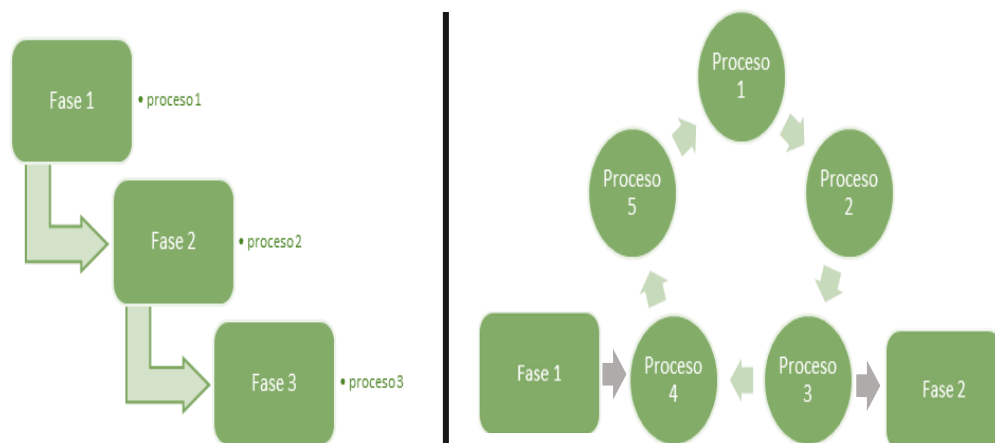 Fase 1
• proceso1
Fase 2
• proceso2
Fase 3
• proceso3
Proceso
1
Proceso
2
Proceso
3
Proceso
4
Proceso
5
Fase 1
Fase 2